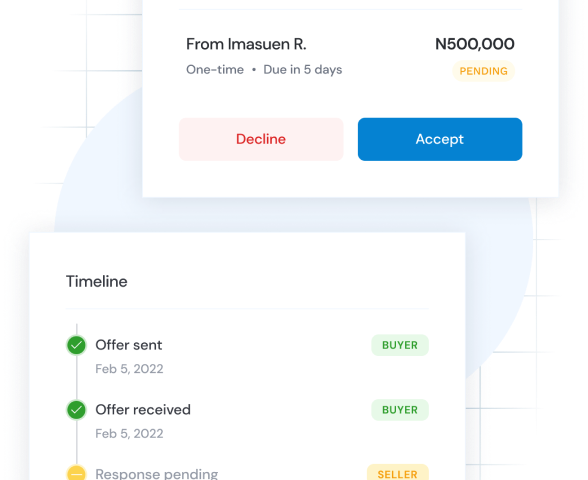 From Imasuen R. N500,000
One-time • Due in 5 days PENDING
Decline Accept
Timeline
Offer sent BUYER
Feb 5, 2022
Offer received BUYER
Feb 5, 2022
Response pending SELLER